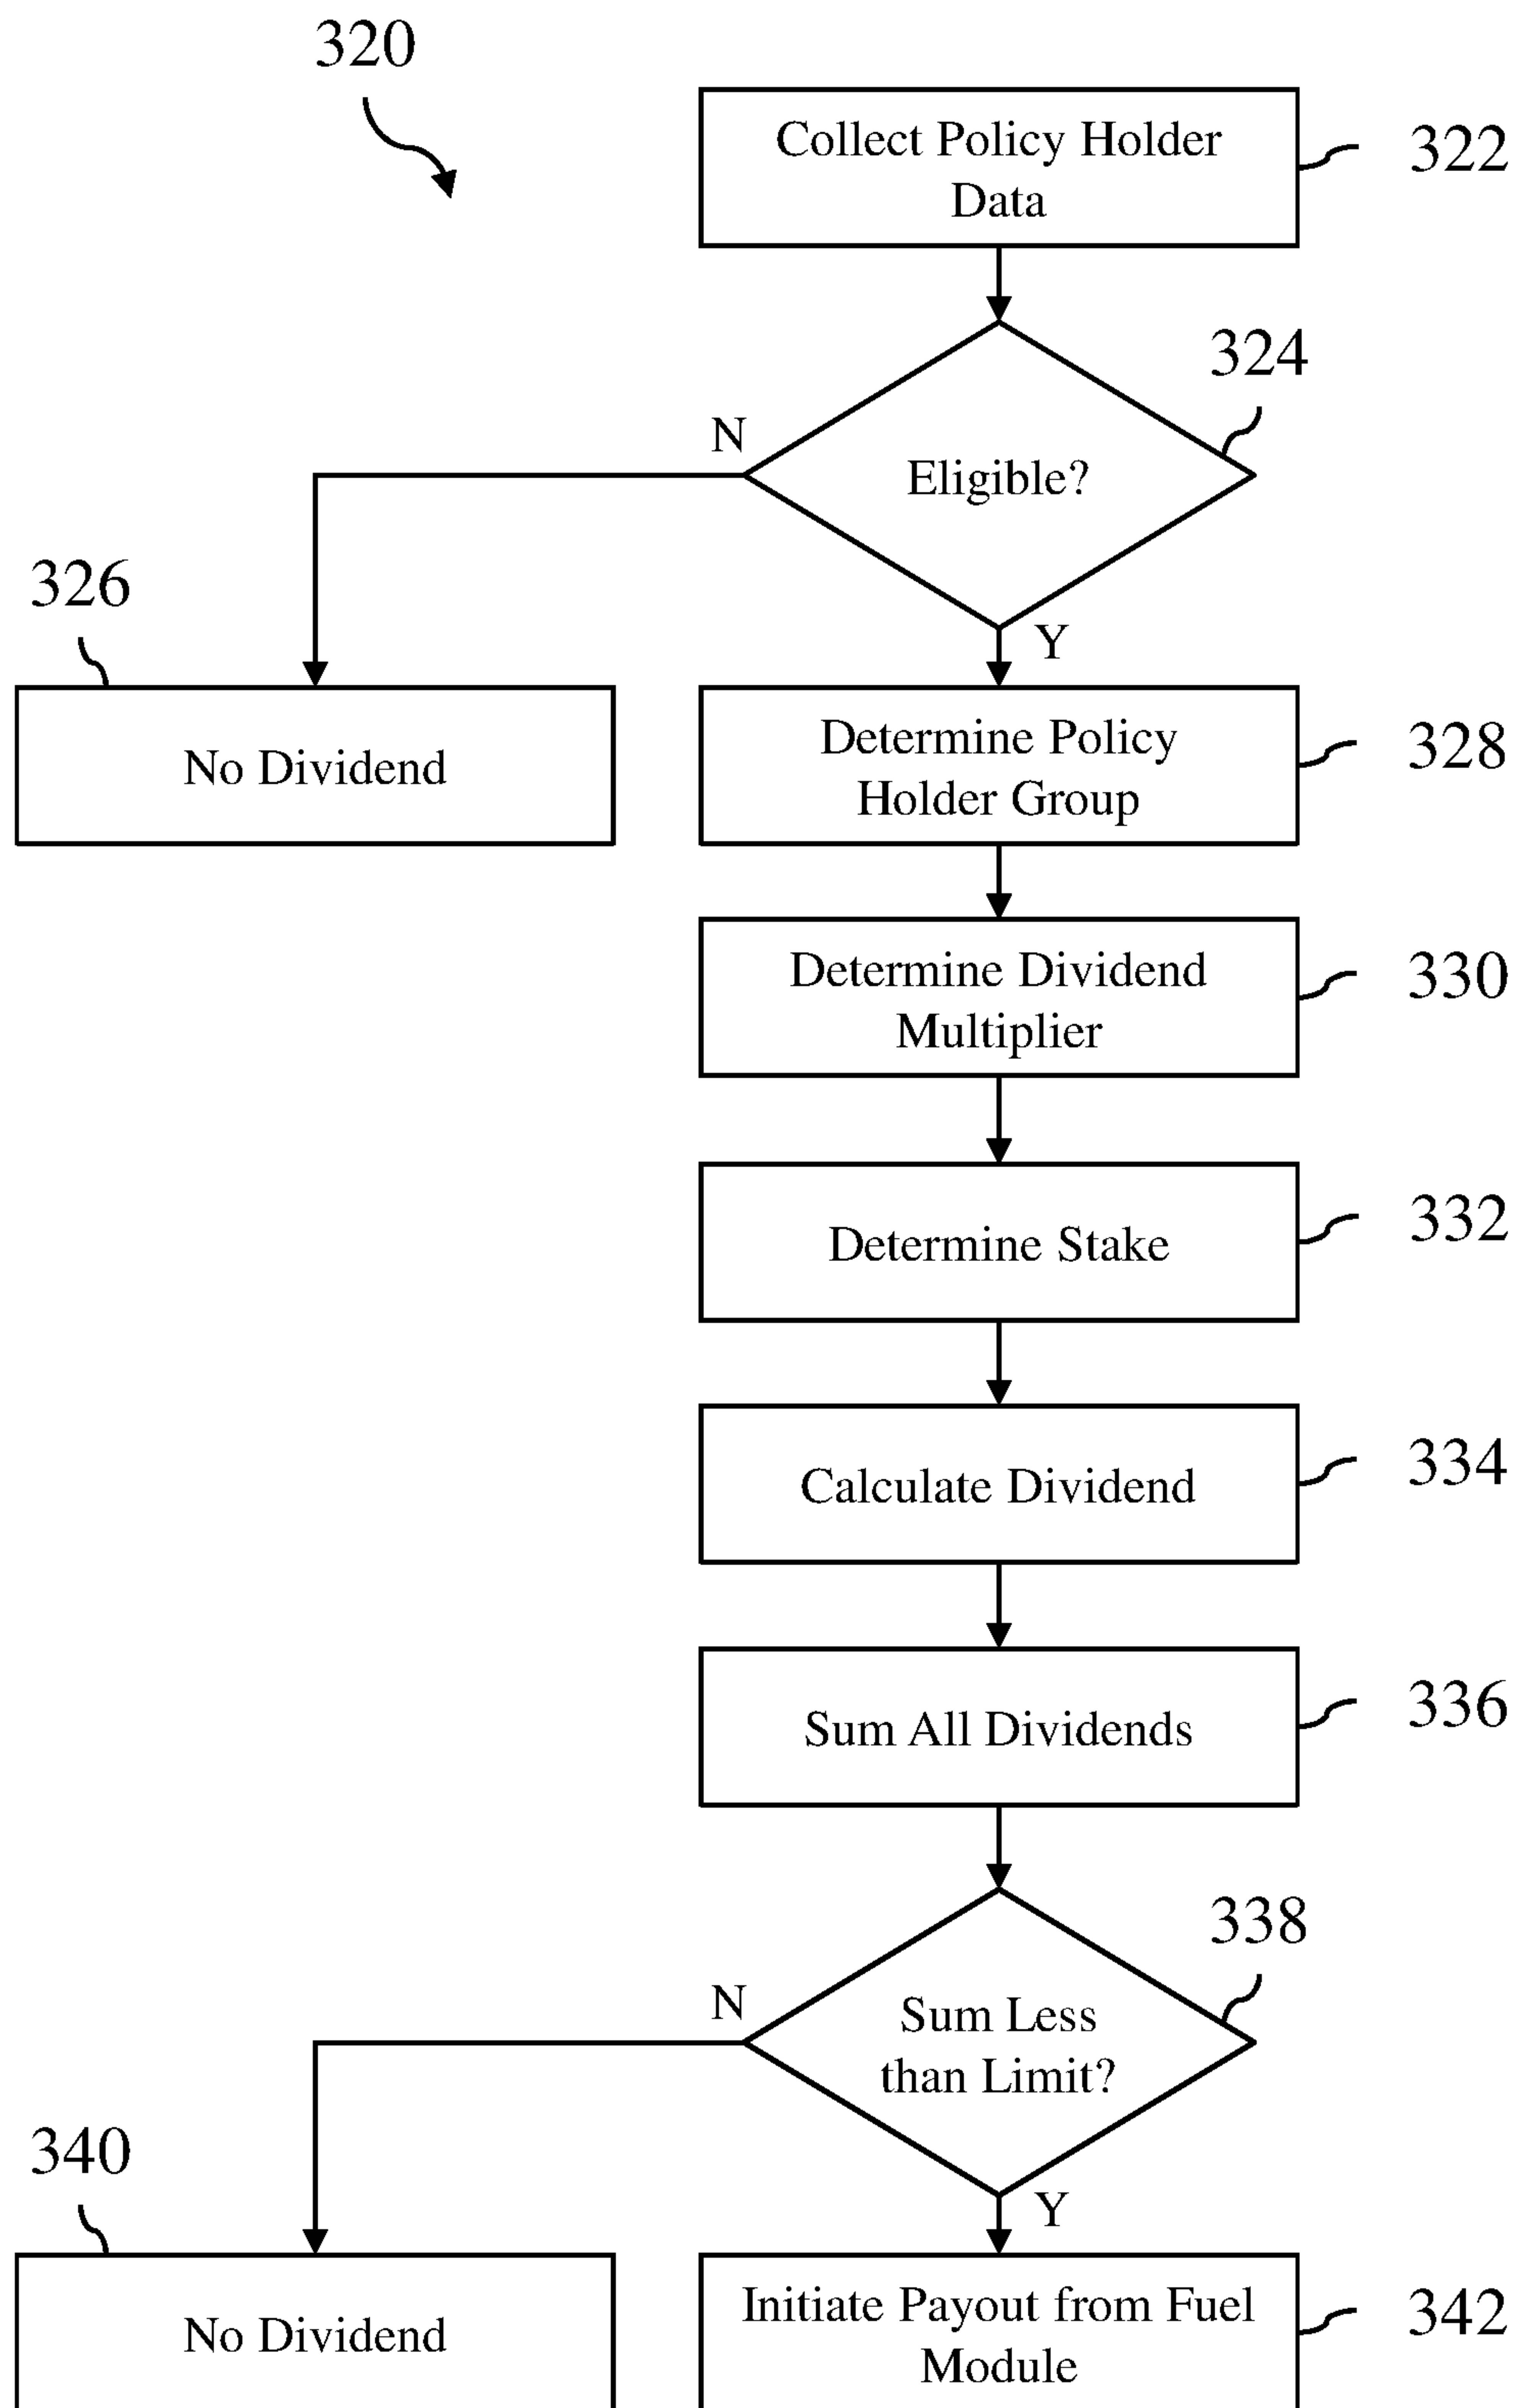 320
Collect Policy Holder
Data
322
324
N
Eligible?
326
Y
No Dividend
Determine Policy
Holder Group
328
Determine Dividend
Multiplier
330
Determine Stake
332
Calculate Dividend
334
Sum All Dividends
336
338
N
Sum Less
than Limit?
340
Y
No Dividend
Initiate Payout from Fuel
Module
342